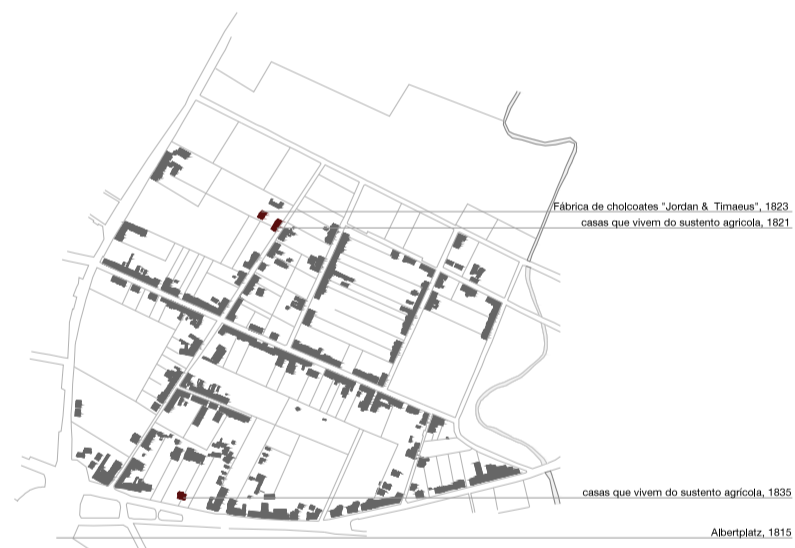 Fábrica de cholcoates "Jordan & Timaeus", 1823
casas que vivem do sustento agricola, 1821
casas que vivem do sustento agrícola, 1835
Albertplatz, 1815